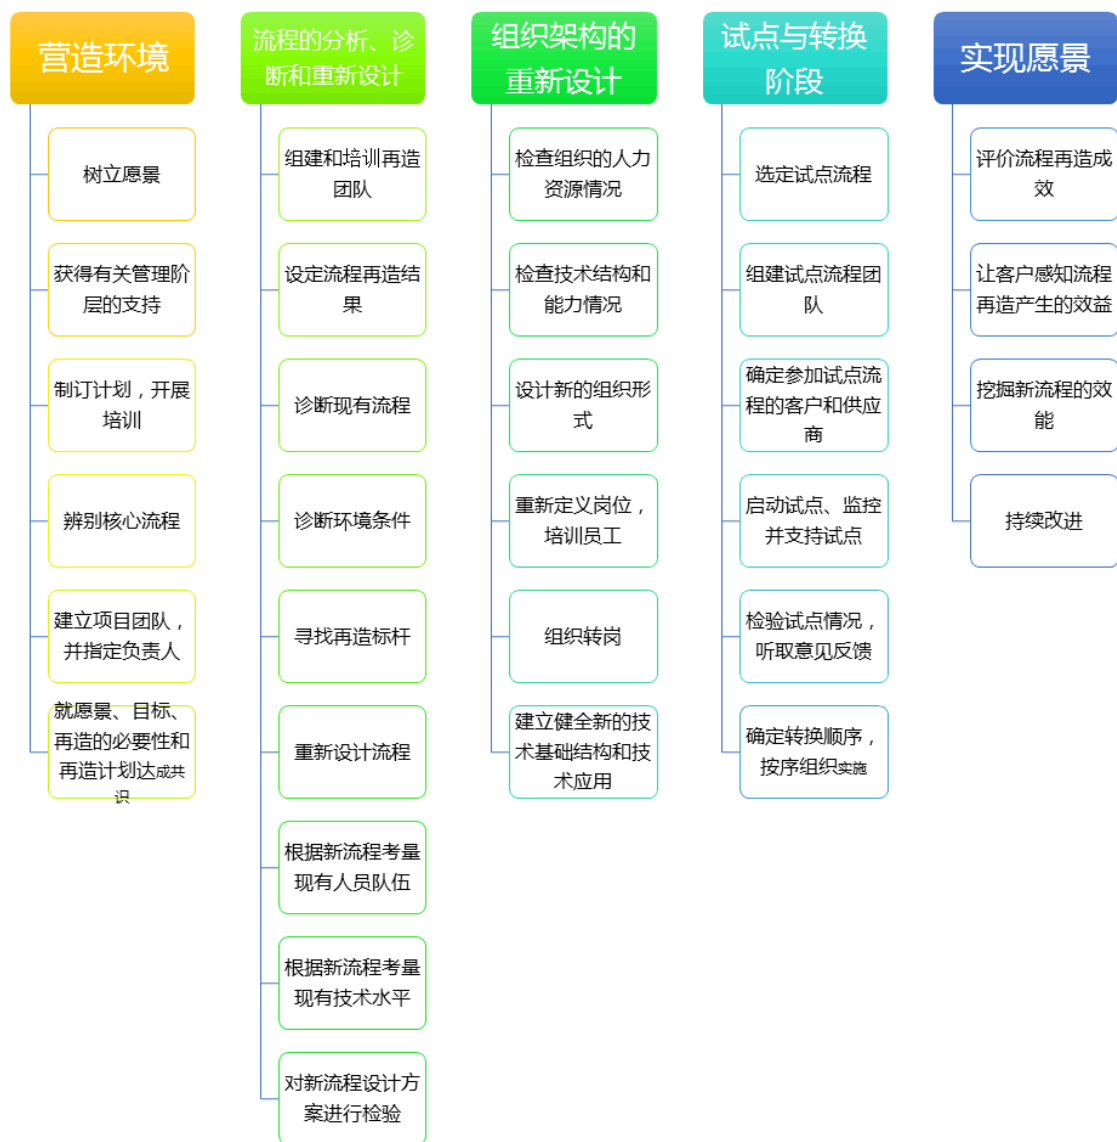 营造环境
树立愿景
获得有关管理阶
层的支持
制订计划，开展
培训
辨别核心流程
建立项目团队，
并指定负责人
就愿景、目标、
再造的必要性和
再造计划达成共
识
流程的分析、诊
断和重新设计
组建和培训再造
团队
设定流程再造结
果
诊断现有流程
诊断环境条件
寻找再造标杆
重新设计流程
根据新流程考量
现有人员队伍
根据新流程考量
现有技术水平
对新流程设计方
案进行检验
组织架构的
重新设计
检查组织的人力
资源情况
检查技术结构和
能力情况
设计新的组织形
式
重新定义岗位，
培训员工
组织转岗
建立健全新的技
术基础结构和技
术应用
试点与转换
阶段
选定试点流程
组建试点流程团
队
确定参加试点流
程的客户和供应
商
启动试点、监控
并支持试点
检验试点情况，
听取意见反馈
确定转换顺序，
按序组织实施
实现愿景
评价流程再造成
效
让客户感知流程
再造产生的效益
挖掘新流程的效
能
持续改进